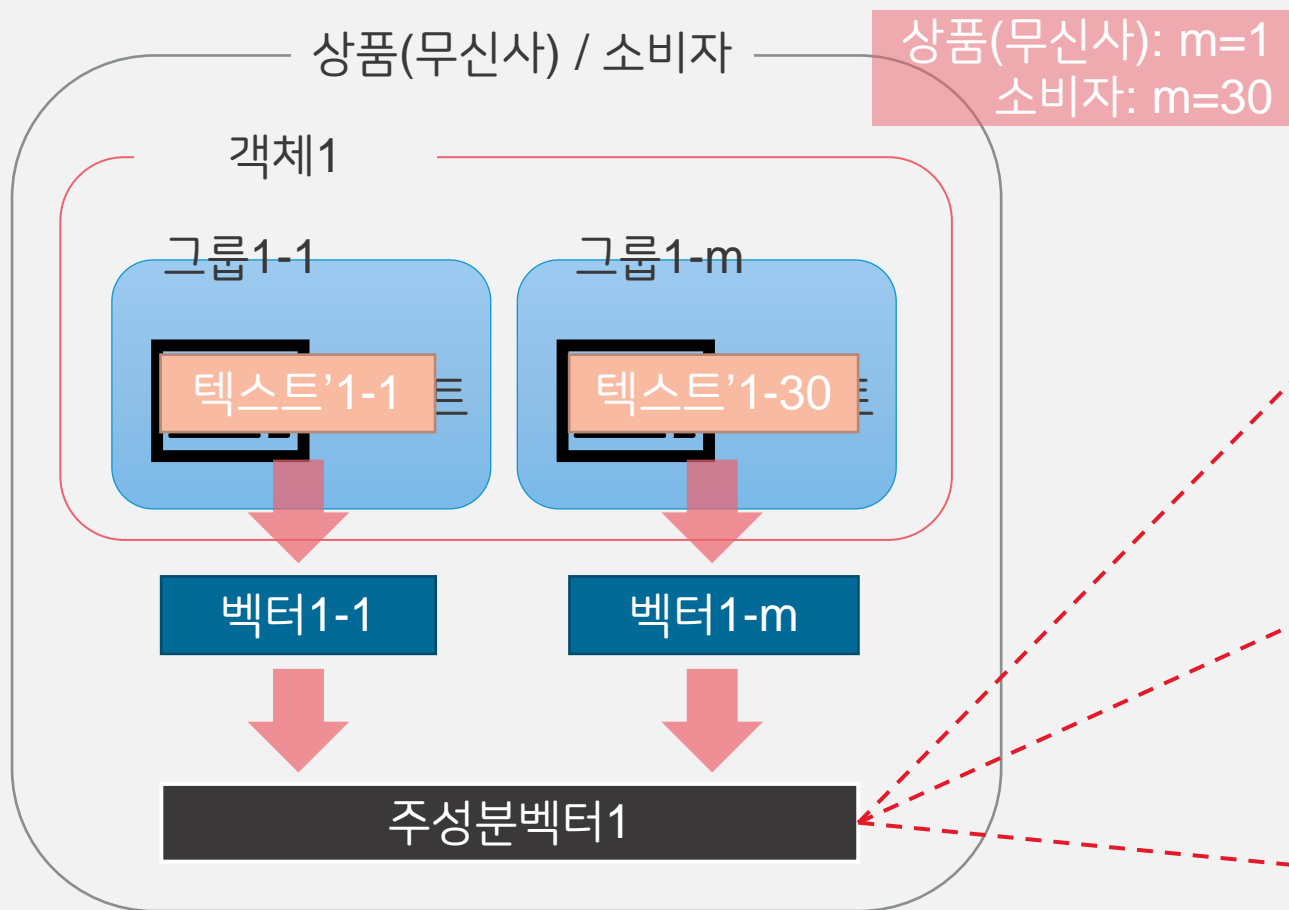 상품(무신사) / 소비자
상품(무신사): m=1
소비자: m=30
객체1
그룹1-1
그룹1-m
텍스트’1-1
텍스트’1-30
벡터1-1
벡터1-m
주성분벡터1